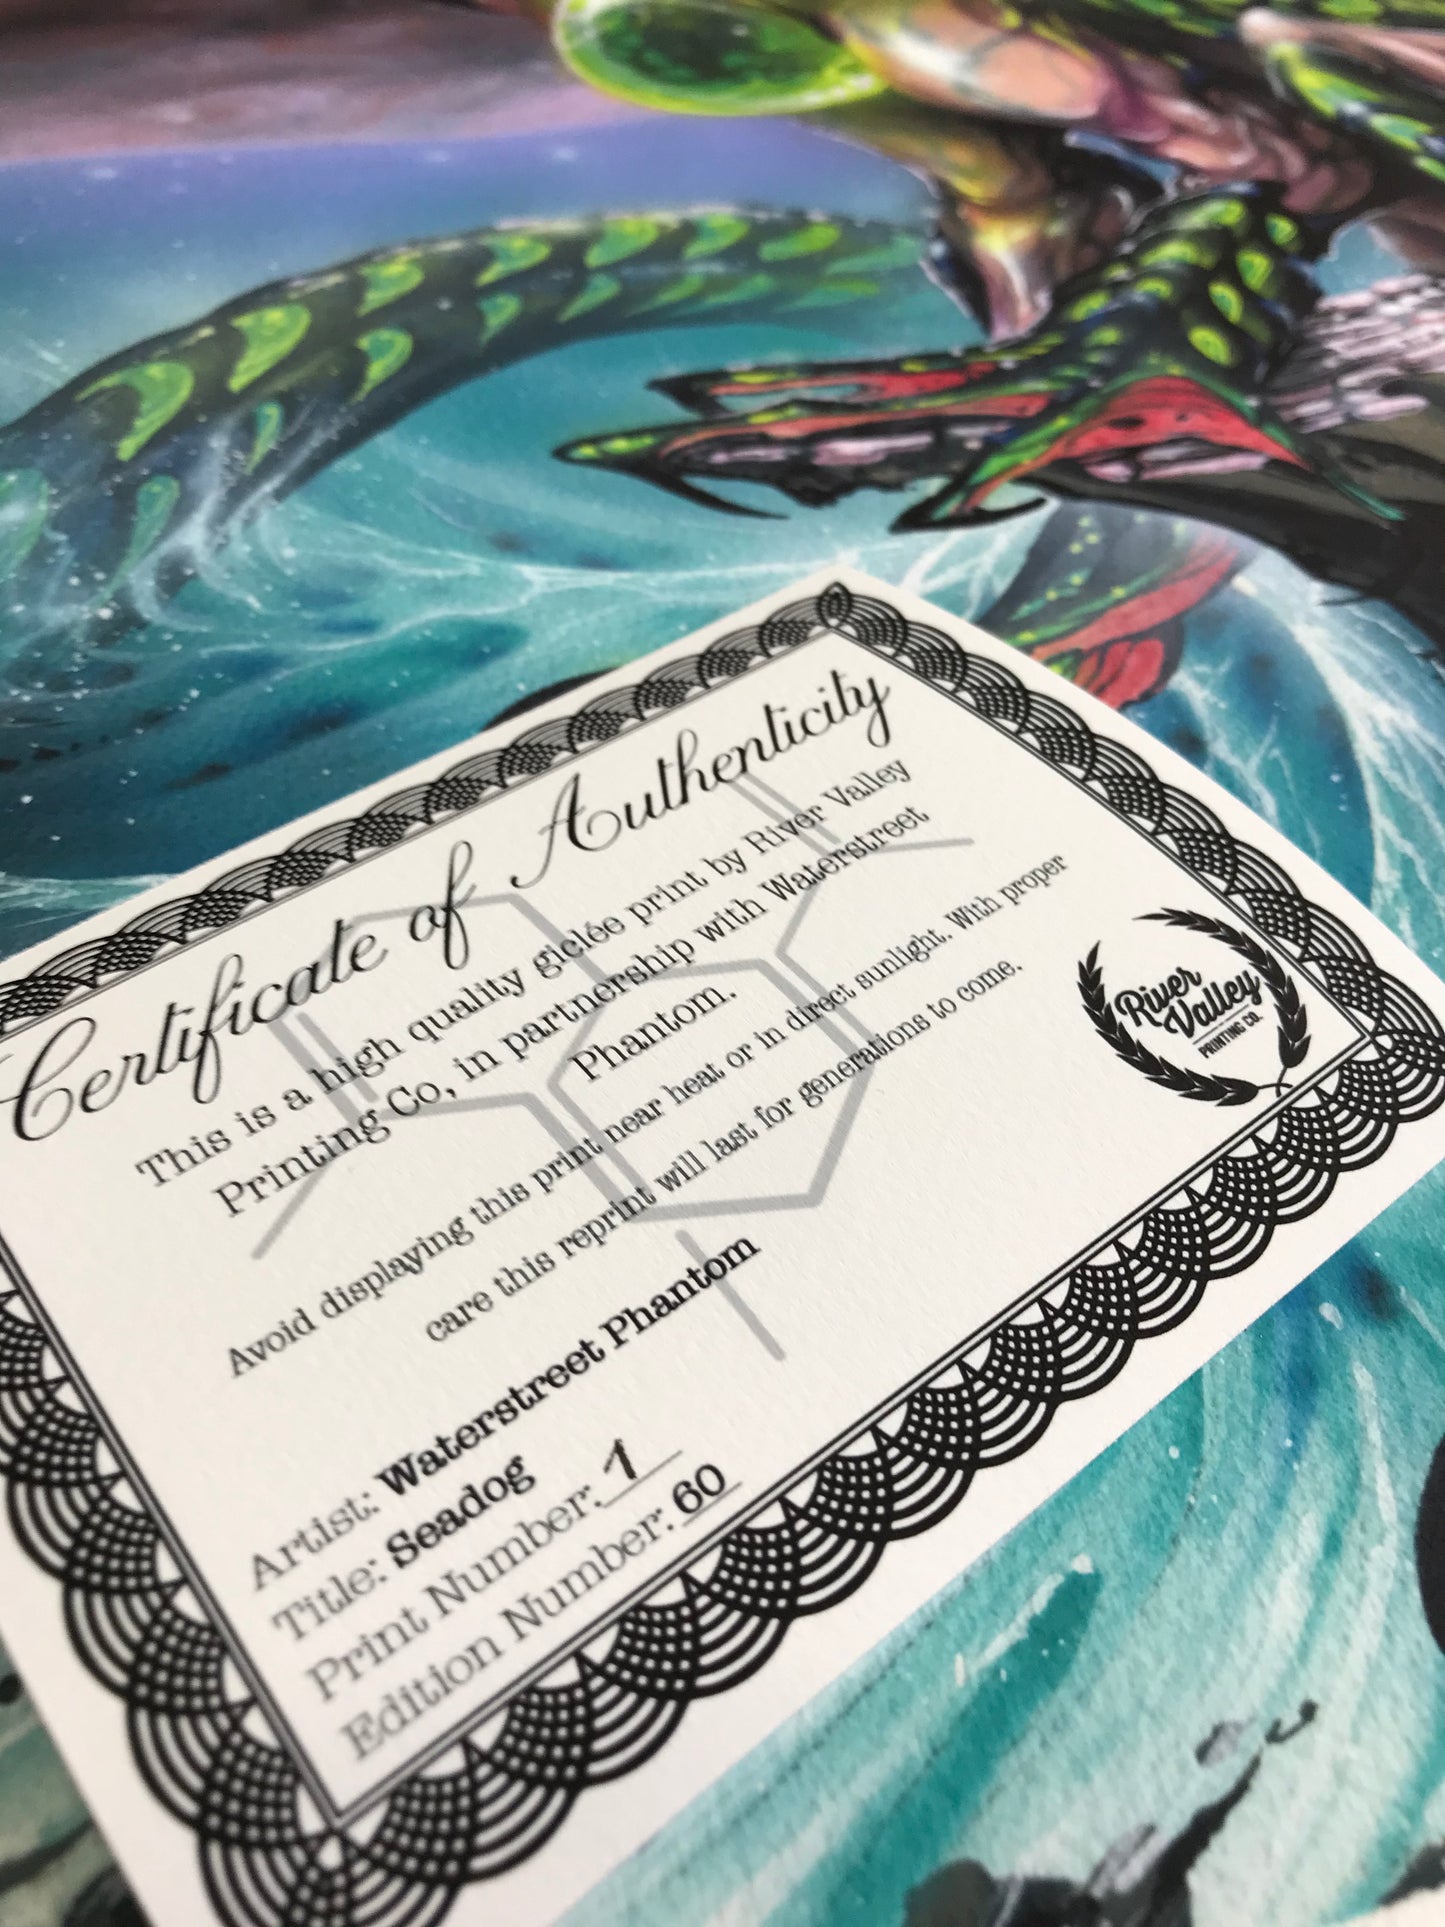 Certificate of Authenticity
This is a high quality giclée print by River Valley
Printing Co, in partnership with Waterstreet
Phantom.
Avoid displaying this print near heat or in direct sunlight. With proper
care this reprint will last for generations to come.
River
Valley
PRINTING CO.
Artist: Waterstreet Phantom
Title: Seadog
Print Number: 1
Edition Number: 60